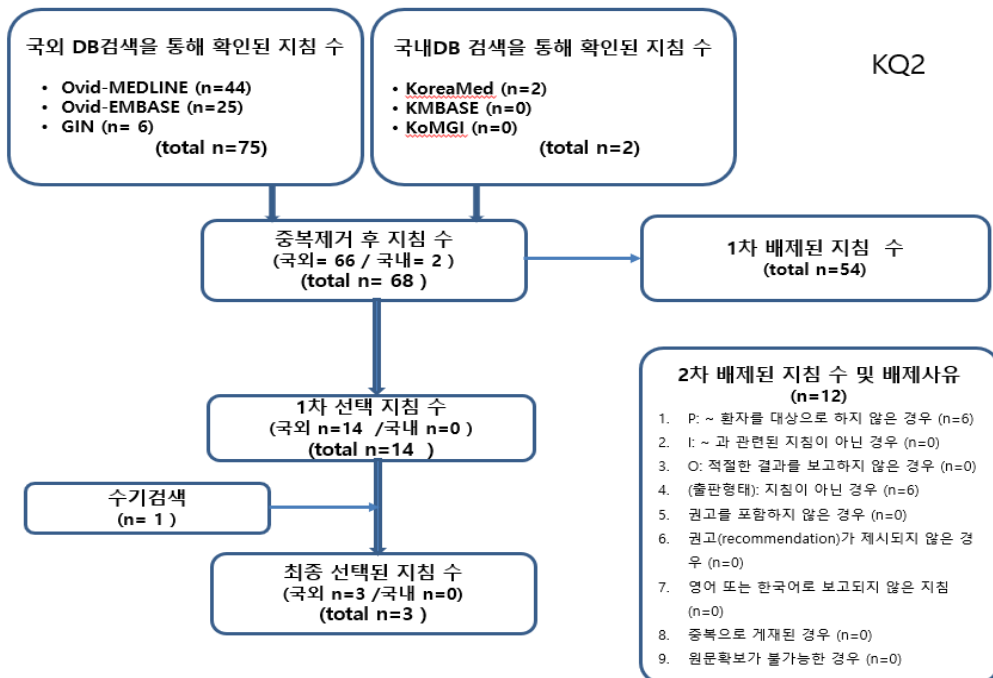 국외 DB검색을 통해 확인된 지침 수
• Ovid-MEDLINE (n=44)
• Ovid-EMBASE (n=25)
• GIN (n= 6)
(total n=75)
국내DB 검색을 통해 확인된 지침 수
• KoreaMed (n=2)
• KMBASE (n=0)
• KoMGI (n=0)
(total n=2)
KQ2
중복제거 후 지침 수
(국외= 66 / 국내= 2 )
(total n= 68 )
1차 배제된 지침 수
(total n=54)
1차 선택 지침 수
(국외 n=14 /국내 n=0 )
(total n=14 )
수기검색
(n= 1 )
최종 선택된 지침 수
(국외 n=3 /국내 n=0)
(total n=3 )
2차 배제된 지침 수 및 배제사유
(n=12)
1. P: ~ 환자를 대상으로 하지 않은 경우 (n=6)
2. I: ~ 과 관련된 지침이 아닌 경우 (n=0)
3. O: 적절한 결과를 보고하지 않은 경우 (n=0)
4. (출판형태): 지침이 아닌 경우 (n=6)
5. 권고를 포함하지 않은 경우 (n=0)
6. 권고(recommendation)가 제시되지 않은 경
우 (n=0)
7. 영어 또는 한국어로 보고되지 않은 지침
(n=0)
8. 중복으로 게재된 경우 (n=0)
9. 원문확보가 불가능한 경우 (n=0)